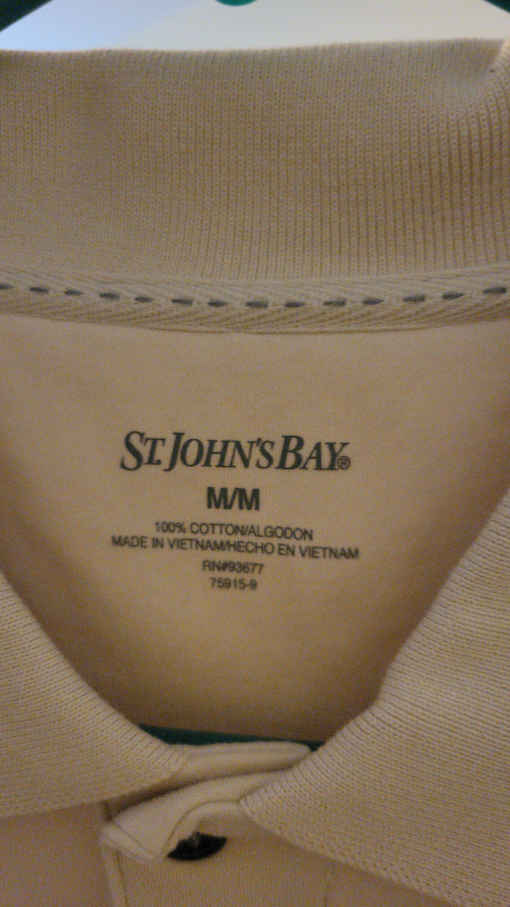 ST. JOHN'S BAY®
M/M
100% COTTON/ALGODON
MADE IN VIETNAM/HECHO EN VIETNAM
RN#93677
75915-9